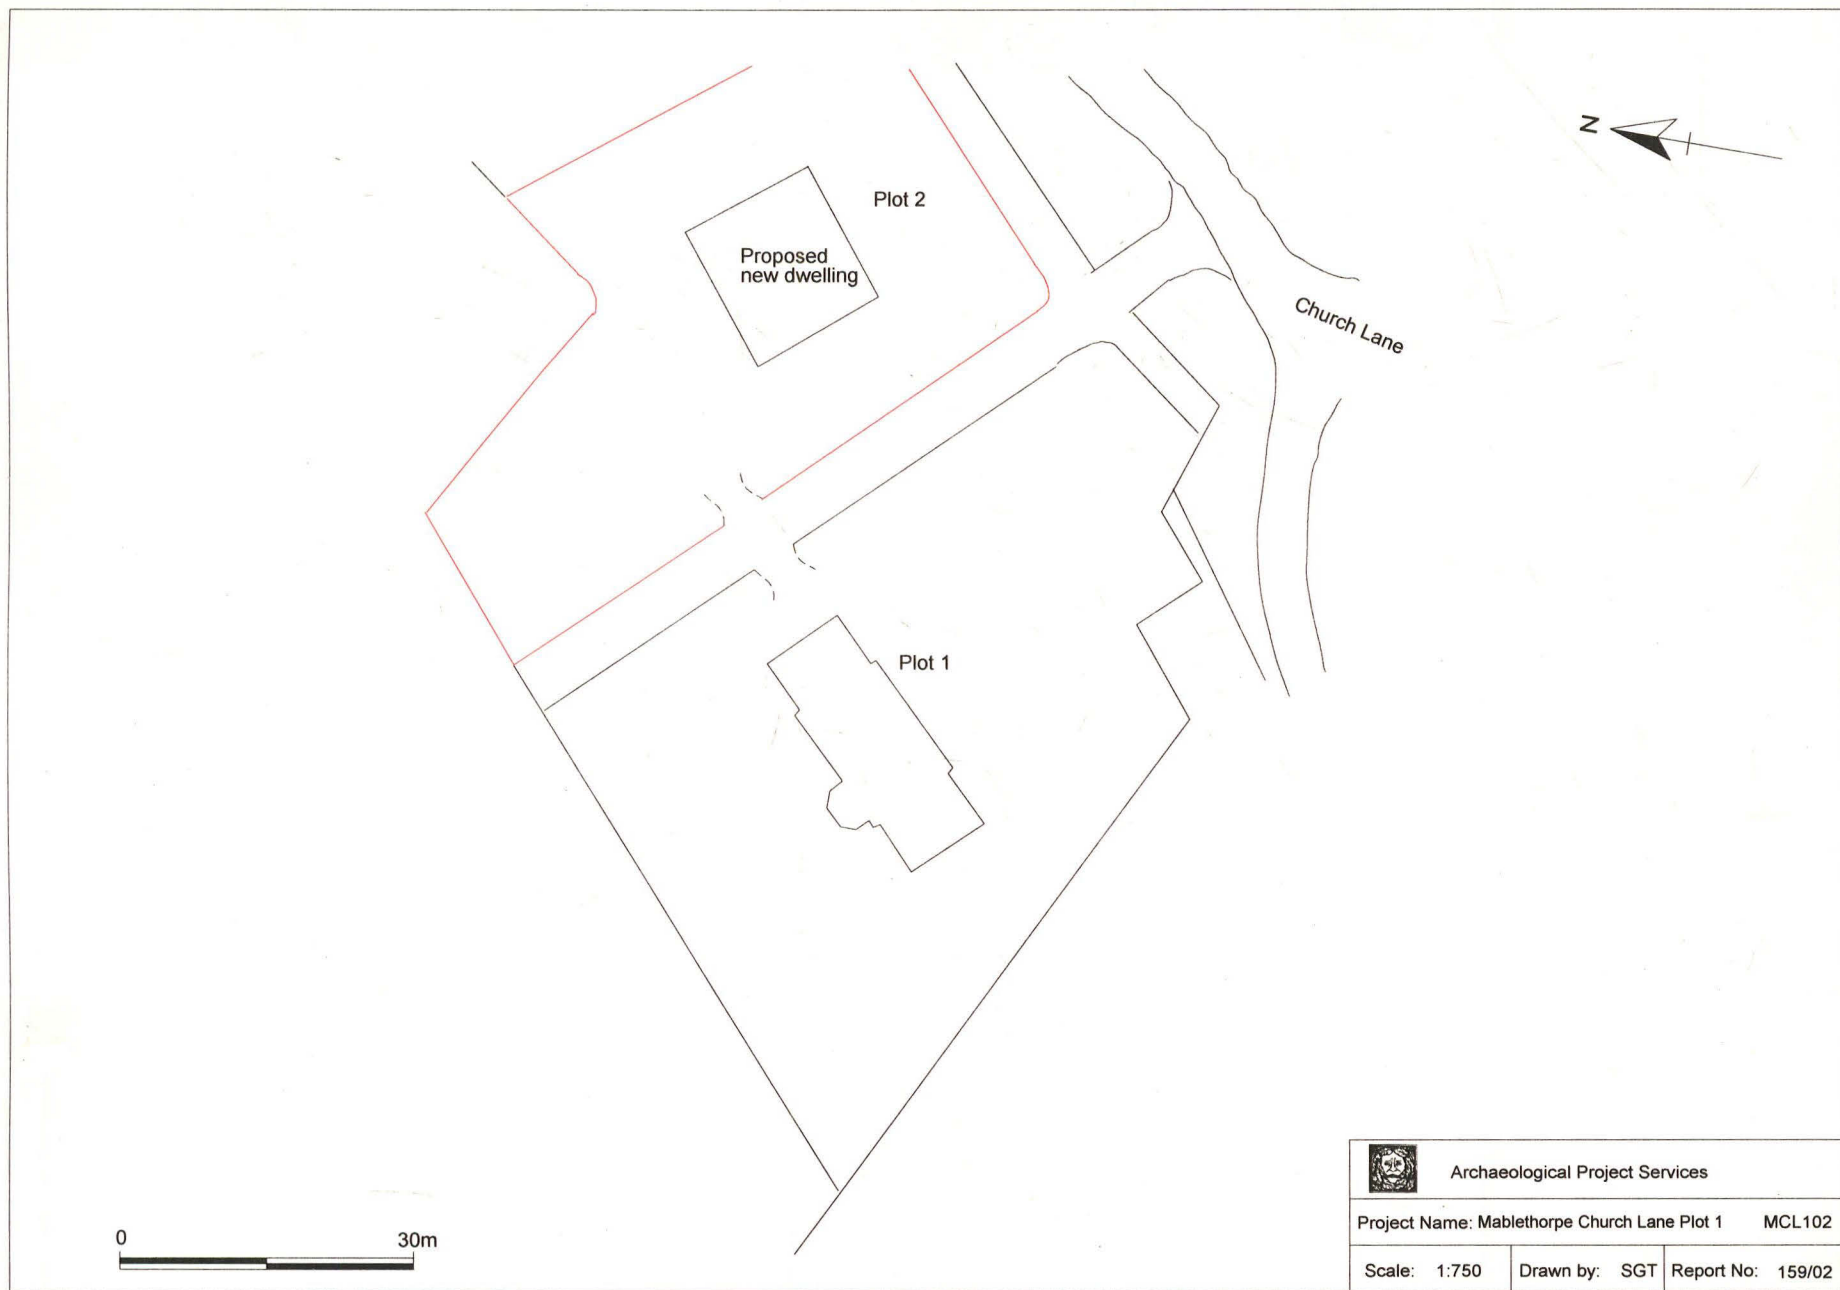 N
Plot 2
Proposed
new dwelling
Church Lane
Plot 1
0 30m
Archaeological Project Services
Project Name: Mablethorpe Church Lane Plot 1 MCL102
Scale: 1:750 Drawn by: SGT Report No: 159/02